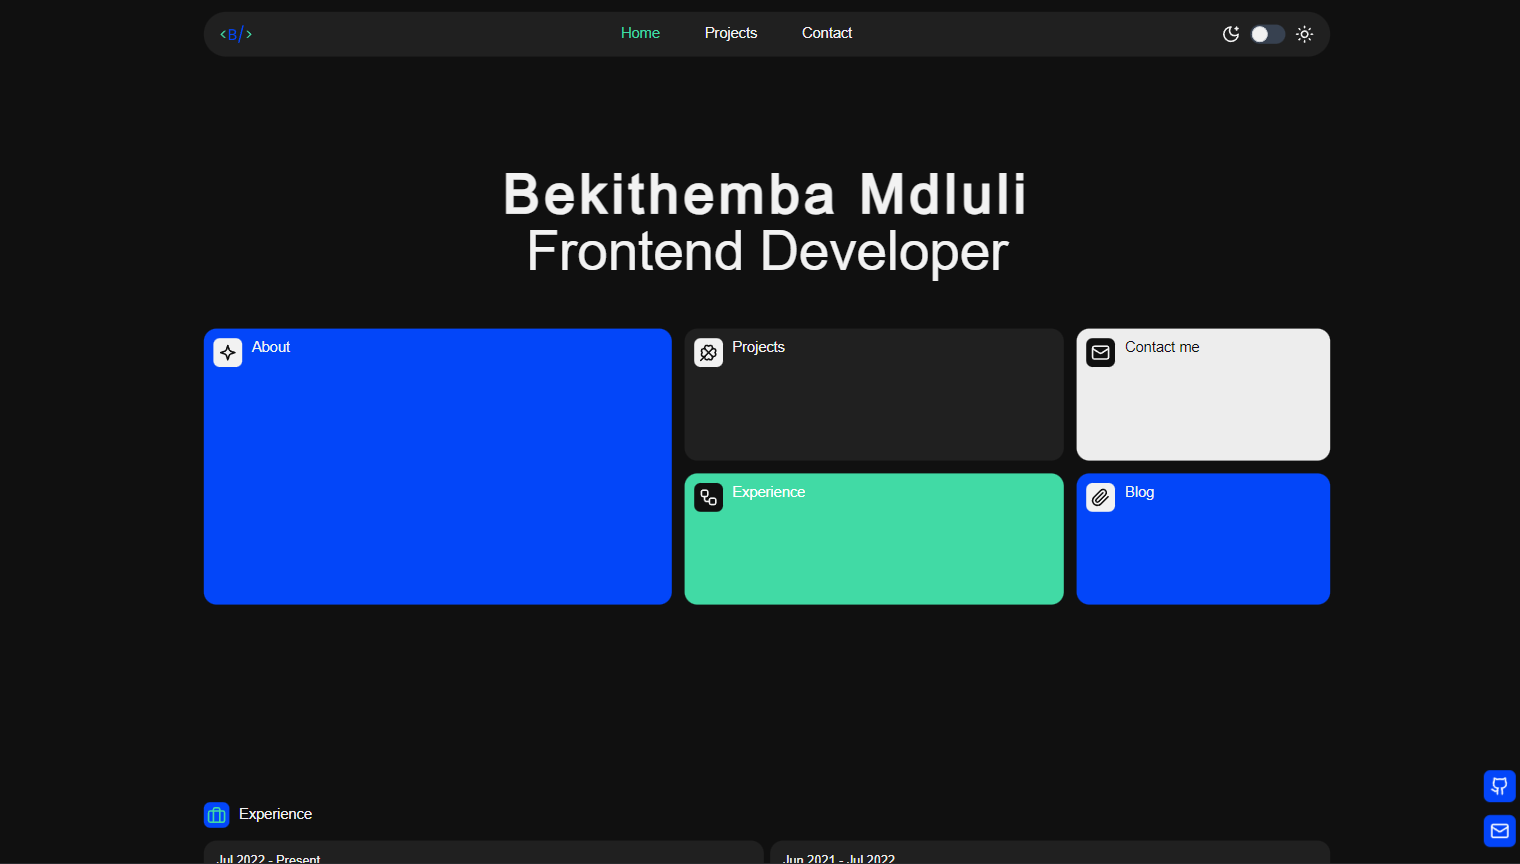 <B/>
Home Projects Contact
Bekithemba Mdluli
Frontend Developer
About
Projects
Contact me
Experience
Blog
Experience
Jul 2022 - Present
Jun 2021 - Jul 2022